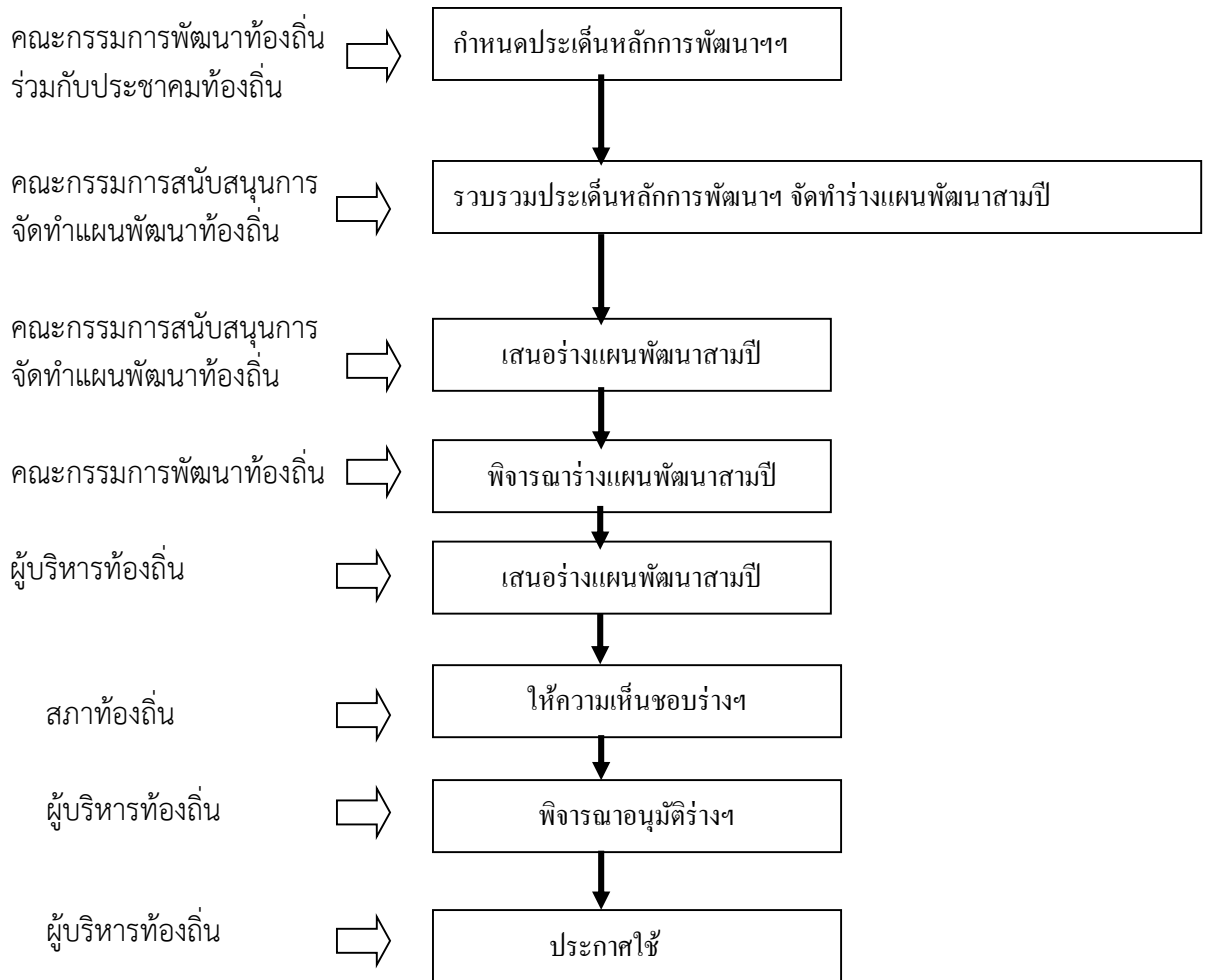 คณะกรรมการพัฒนาท้องถิ่น
ร่วมกับประชาคมท้องถิ่น
กำหนดประเด็นหลักการพัฒนาฯฯ
คณะกรรมการสนับสนุนการ
จัดทำแผนพัฒนาท้องถิ่น
รวบรวมประเด็นหลักการพัฒนาฯ จัดทำร่างแผนพัฒนาสามปี
คณะกรรมการสนับสนุนการ
จัดทำแผนพัฒนาท้องถิ่น
เสนอร่างแผนพัฒนาสามปี
คณะกรรมการพัฒนาท้องถิ่น
พิจารณาร่างแผนพัฒนาสามปี
ผู้บริหารท้องถิ่น
เสนอร่างแผนพัฒนาสามปี
สภาท้องถิ่น
ให้ความเห็นชอบร่างฯ
ผู้บริหารท้องถิ่น
พิจารณาอนุมัติร่างฯ
ผู้บริหารท้องถิ่น
ประกาศใช้